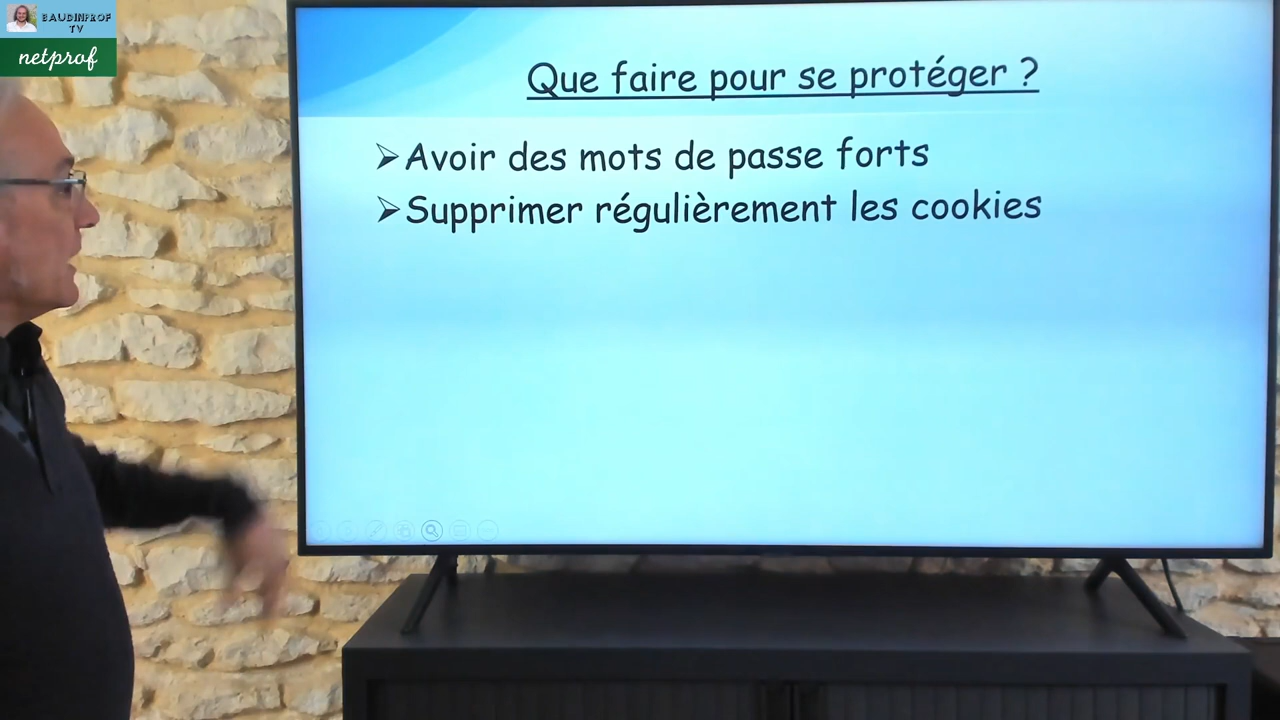 BAUDINPROF
TV
netprof
Que faire pour se protéger ?
➢Avoir des mots de passe forts
➢Supprimer régulièrement les cookies